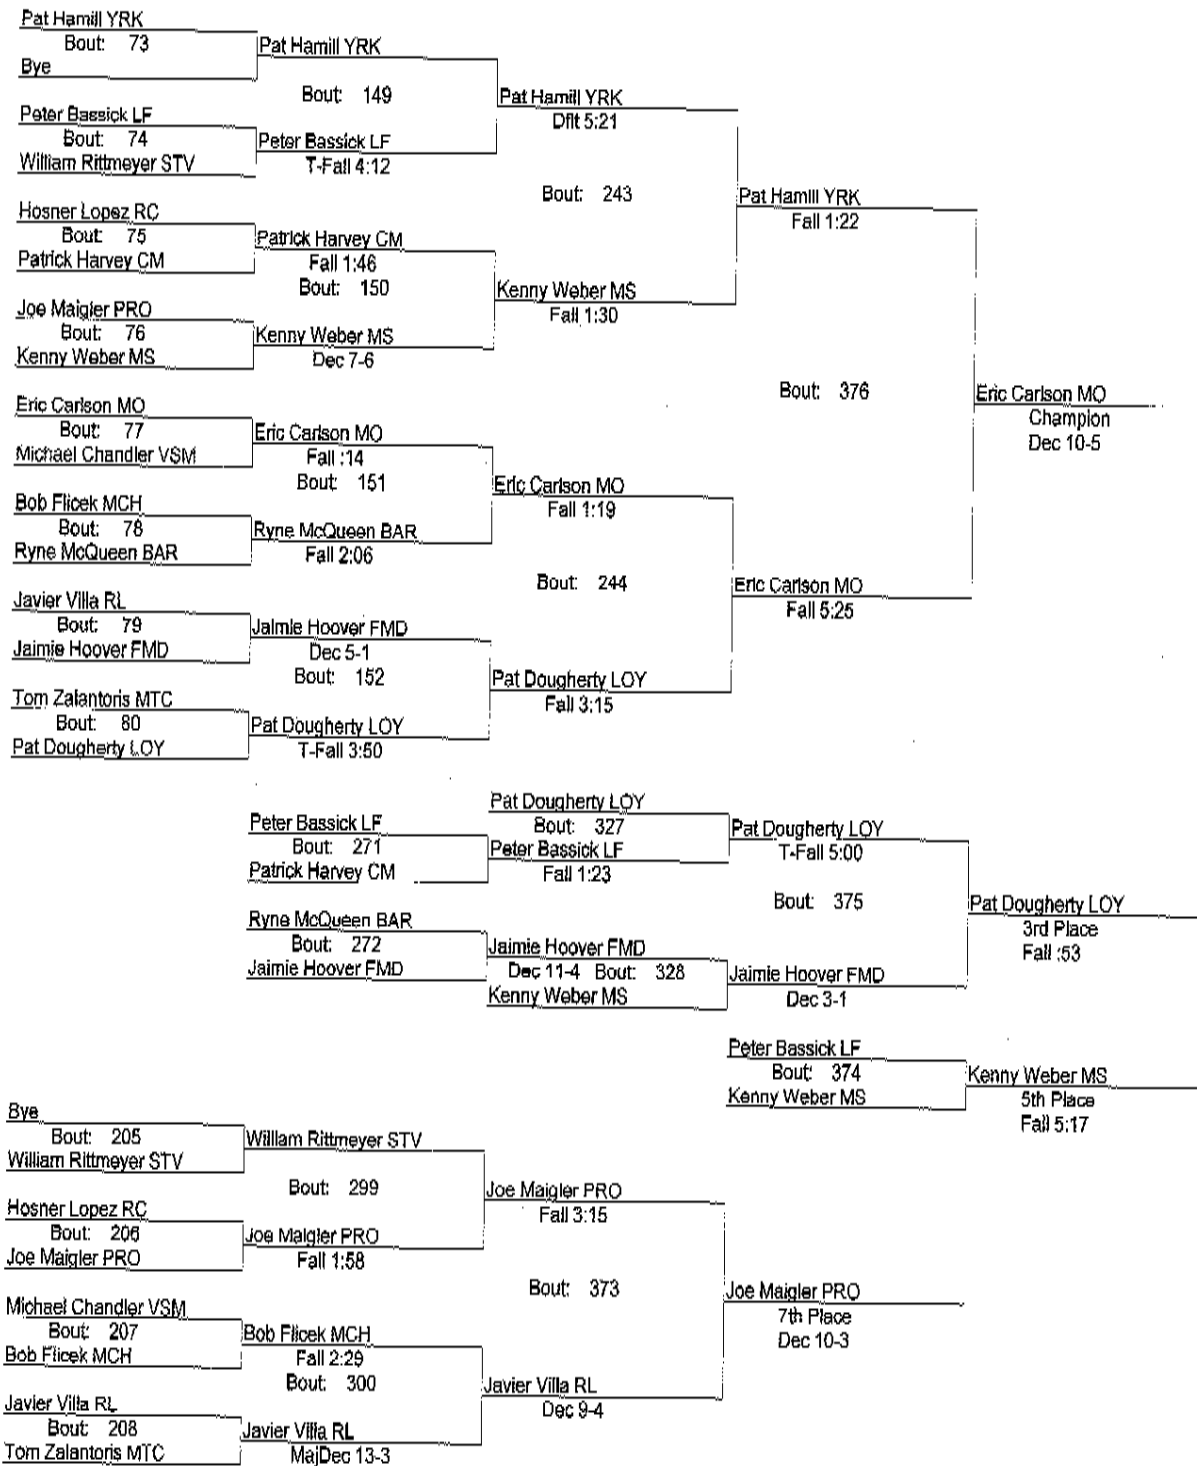 Pat Hamill YRK
Bout: 73
Bye
Pat Hamill YRK
Bout: 149
Peter Bassick LF
Bout: 74
William Rittmeyer STV
Peter Bassick LF
T-Fall 4:12
Pat Hamill YRK
Dflt 5:21
Bout: 243
Hosner Lopez RC
Bout: 75
Patrick Harvey CM
Patrick Harvey CM
Fall 1:46
Bout: 150
Joe Maigler PRO
Bout: 76
Kenny Weber MS
Kenny Weber MS
Dec 7-6
Kenny Weber MS
Fall 1:30
Pat Hamill YRK
Fall 1:22
Bout: 376
Eric Carlson MO
Champion
Dec 10-5
Eric Carlson MO
Bout: 77
Michael Chandler VSM
Eric Carlson MO
Fall :14
Bout: 151
Bob Flicek MCH
Bout: 78
Ryne McQueen BAR
Ryne McQueen BAR
Fall 2:06
Eric Carlson MO
Fall 1:19
Bout: 244
Javier Villa RL
Bout: 79
Jaimie Hoover FMD
Jaimie Hoover FMD
Dec 5-1
Bout: 152
Tom Zalantoris MTC
Bout: 80
Pat Dougherty LOY
Pat Dougherty LOY
T-Fall 3:50
Pat Dougherty LOY
Fall 3:15
Eric Carlson MO
Fall 5:25
Peter Bassick LF
Bout: 271
Patrick Harvey CM
Pat Dougherty LOY
Bout: 327
Peter Bassick LF
Fall 1:23
Pat Dougherty LOY
T-Fall 5:00
Bout: 375
Ryne McQueen BAR
Bout: 272
Jaimie Hoover FMD
Jaimie Hoover FMD
Dec 11-4 Bout: 328
Kenny Weber MS
Jaimie Hoover FMD
Dec 3-1
Pat Dougherty LOY
3rd Place
Fall :53
Peter Bassick LF
Bout: 374
Kenny Weber MS
Kenny Weber MS
5th Place
Fall 5:17
Bye
Bout: 205
William Rittmeyer STV
William Rittmeyer STV
Bout: 299
Hosner Lopez RC
Bout: 206
Joe Maigler PRO
Joe Maigler PRO
Fall 1:58
Joe Maigler PRO
Fall 3:15
Bout: 373
Michael Chandler VSM
Bout: 207
Bob Flicek MCH
Bob Flicek MCH
Fall 2:29
Bout: 300
Javier Villa RL
Bout: 208
Tom Zalantoris MTC
Javier Villa RL
MajDec 13-3
Javier Villa RL
Dec 9-4
Joe Maigler PRO
7th Place
Dec 10-3